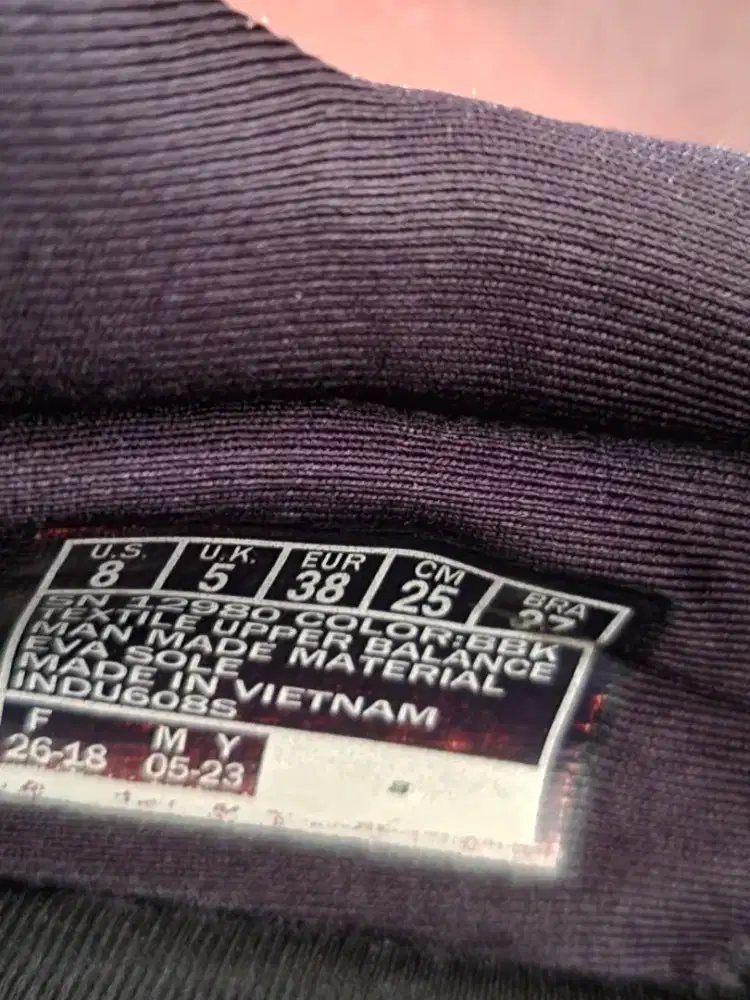 U.S. U.K. EUR CM BRA
8 5 38 25 37
SN 12980 COLOR:BBK
TEXTILE UPPER BALANCE
MAN MADE MATERIAL
EVA SOLE
MADE IN VIETNAM
INDU608S
F M Y
26-18 05-23